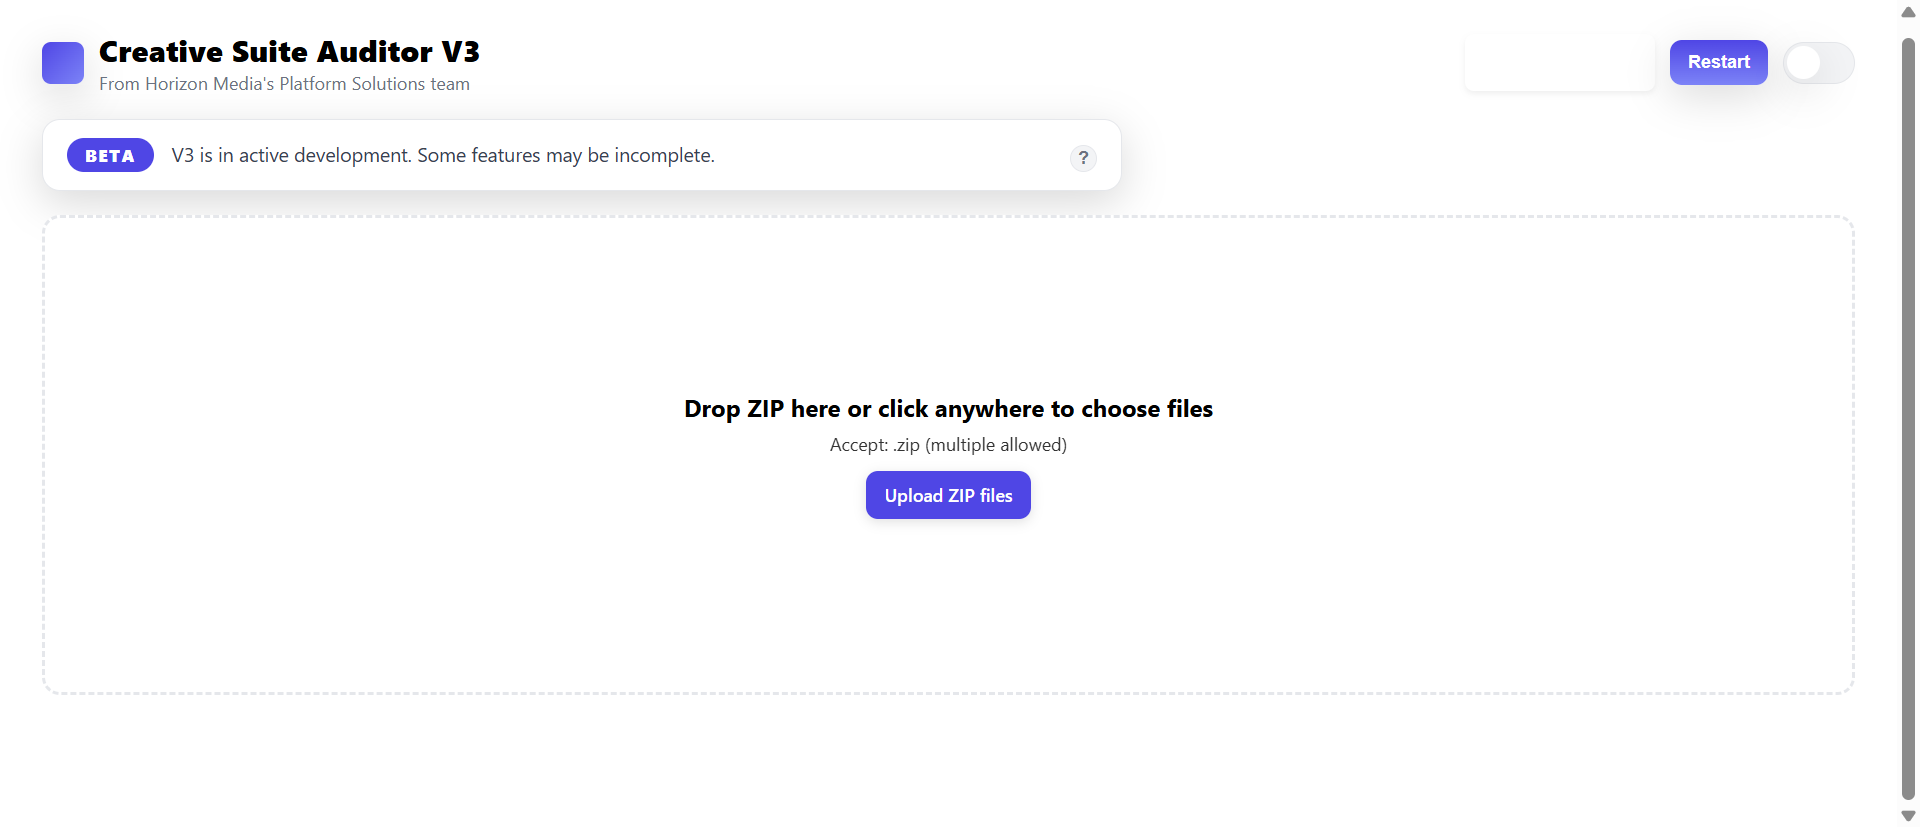 Creative Suite Auditor V3
From Horizon Media's Platform Solutions team
Restart
BETA
V3 is in active development. Some features may be incomplete.
?
Drop ZIP here or click anywhere to choose files
Accept: .zip (multiple allowed)
Upload ZIP files